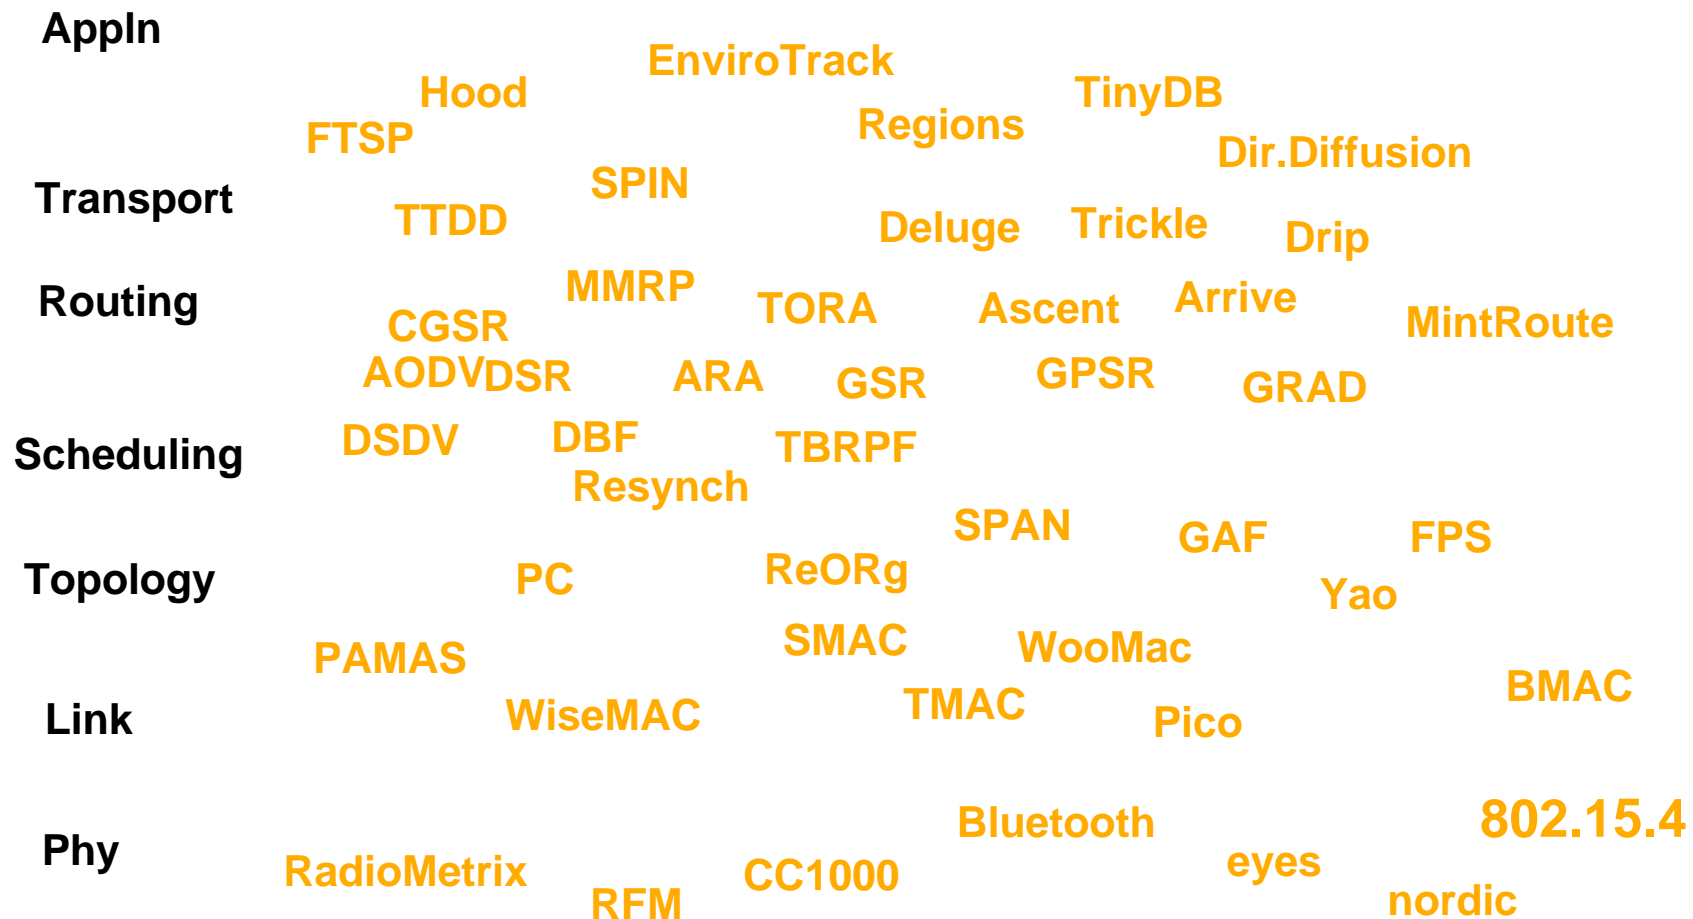 Appln
EnviroTrack
Hood
TinyDB
FTSP
Regions
Dir.Diffusion
Transport
SPIN
TTDD
Deluge
Trickle
Drip
Routing
MMRP
TORA
Ascent
Arrive
CGSR
MintRoute
AODV
DSR
ARA
GSR
GPSR
GRAD
Scheduling
DSDV
DBF
TBRPF
Resynch
SPAN
GAF
FPS
Topology
PC
ReORg
Yao
PAMAS
SMAC
WooMac
BMAC
Link
WiseMAC
TMAC
Pico
Bluetooth
802.15.4
Phy
RadioMetrix
RFM
CC1000
eyes
nordic